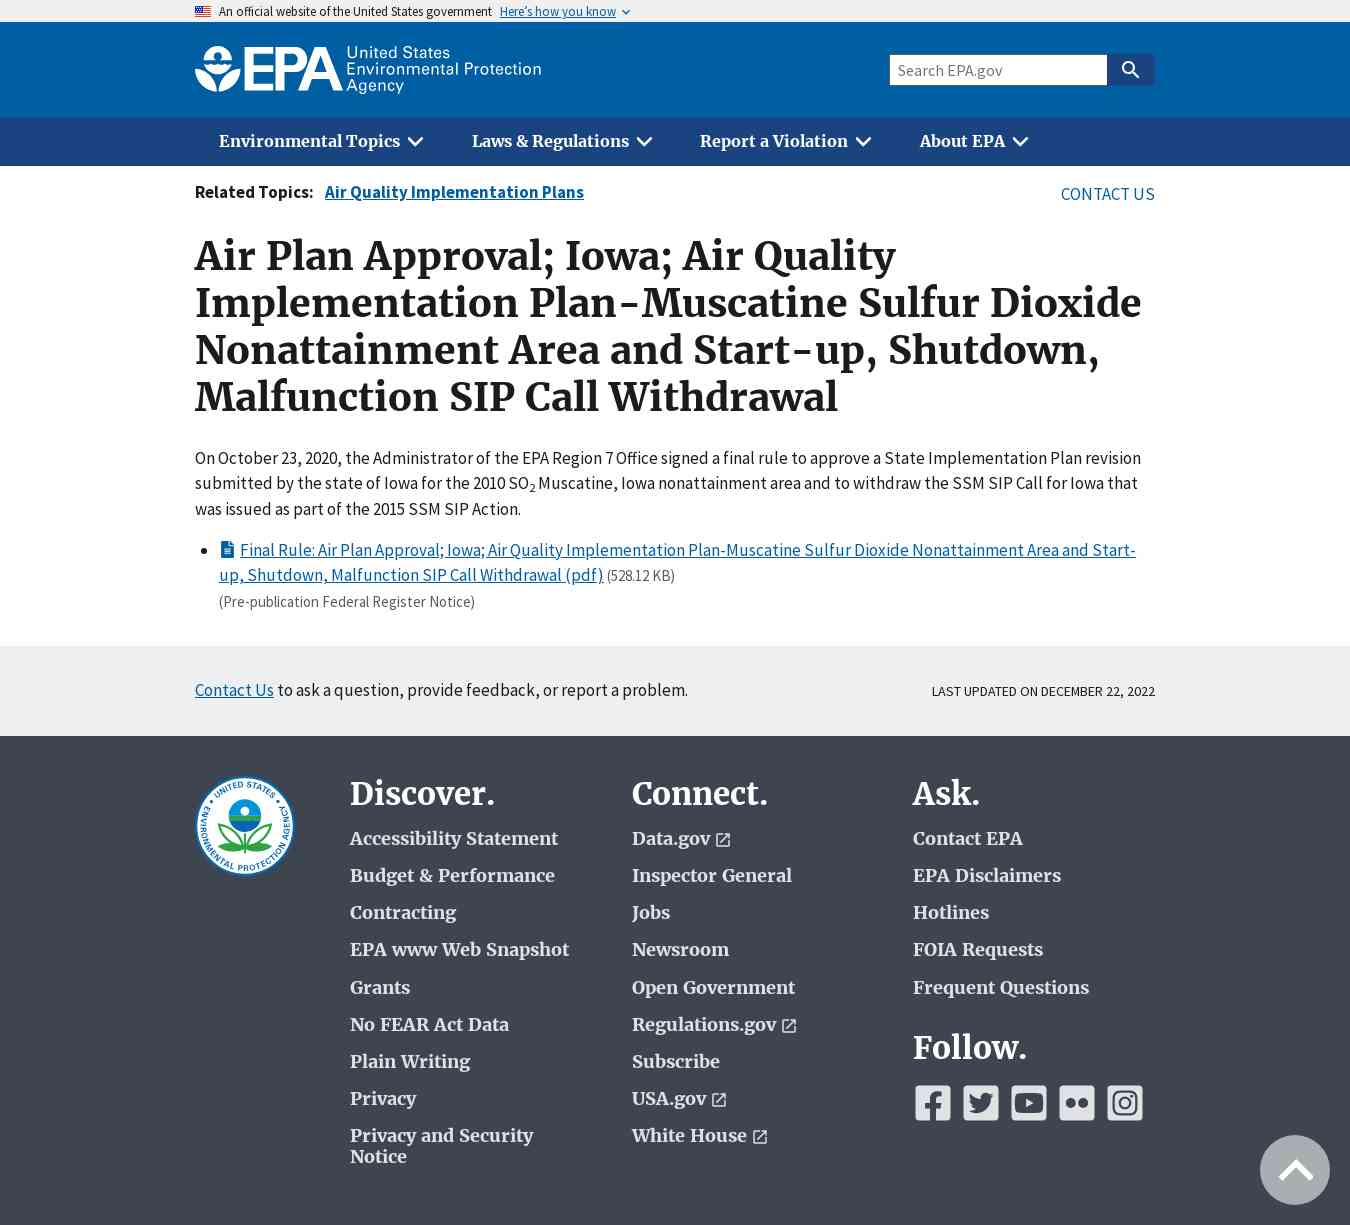 An official website of the United States government Here's how you know
EPA United States
Environmental Protection
Agency
Search EPA.gov
Environmental Topics Laws & Regulations Report a Violation About EPA
Related Topics: Air Quality Implementation Plans CONTACT US
Air Plan Approval; Iowa; Air Quality
Implementation Plan-Muscatine Sulfur Dioxide
Nonattainment Area and Start-up, Shutdown,
Malfunction SIP Call Withdrawal
On October 23, 2020, the Administrator of the EPA Region 7 Office signed a final rule to approve a State Implementation Plan revision
submitted by the state of Iowa for the 2010 SO2 Muscatine, Iowa nonattainment area and to withdraw the SSM SIP Call for Iowa that
was issued as part of the 2015 SSM SIP Action.
Final Rule: Air Plan Approval; Iowa; Air Quality Implementation Plan-Muscatine Sulfur Dioxide Nonattainment Area and Start-
up, Shutdown, Malfunction SIP Call Withdrawal (pdf) (528.12 KB)
(Pre-publication Federal Register Notice)
Contact Us to ask a question, provide feedback, or report a problem. LAST UPDATED ON DECEMBER 22, 2022
UNITED STATES
ENVIRONMENTAL PROTECTION AGENCY
Discover.
Accessibility Statement
Budget & Performance
Contracting
EPA www Web Snapshot
Grants
No FEAR Act Data
Plain Writing
Privacy
Privacy and Security
Notice
Connect.
Data.gov
Inspector General
Jobs
Newsroom
Open Government
Regulations.gov
Subscribe
USA.gov
White House
Ask.
Contact EPA
EPA Disclaimers
Hotlines
FOIA Requests
Frequent Questions
Follow.